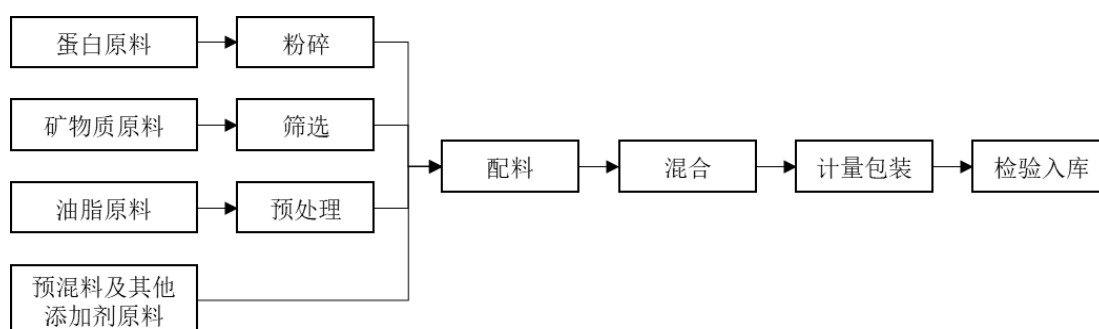 蛋白原料
粉碎
矿物质原料
筛选
油脂原料
预处理
预混料及其他
添加剂原料
配料
混合
计量包装
检验入库